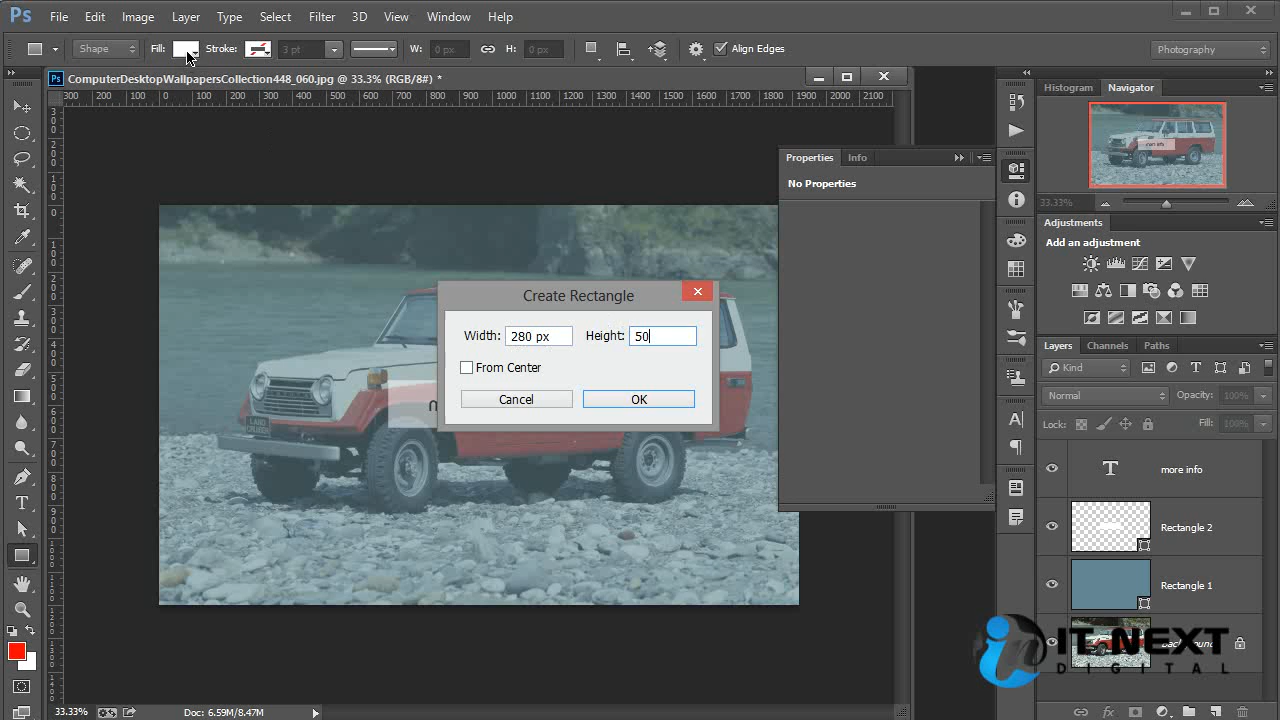 Ps File Edit Image Layer Type Select Filter 3D View Window Help
Shape Fill: Stroke: 3 pt W: 0 px H: 0 px Align Edges Photography
Ps ComputerDesktopWallpapersCollection448_060.jpg @ 33.3% (RGB/8#) *
300 200 100 0 100 200 300 400 500 600 700 800 900 1000 1100 1200 1300 1400 1500 1600 1700 1800 1900 2000 2100
Histogram Navigator
more info
33.33%
Properties Info
No Properties
Adjustments
Add an adjustment
Create Rectangle
Width: 280 px Height: 50
From Center
Cancel OK
LAND
CRUISER
m
Layers Channels Paths
Kind
Normal Opacity: 100%
Lock: Fill: 100%
T more info
Rectangle 2
Rectangle 1
IT NEXT
DIGITAL
33.33% Doc: 6.59M/8.47M